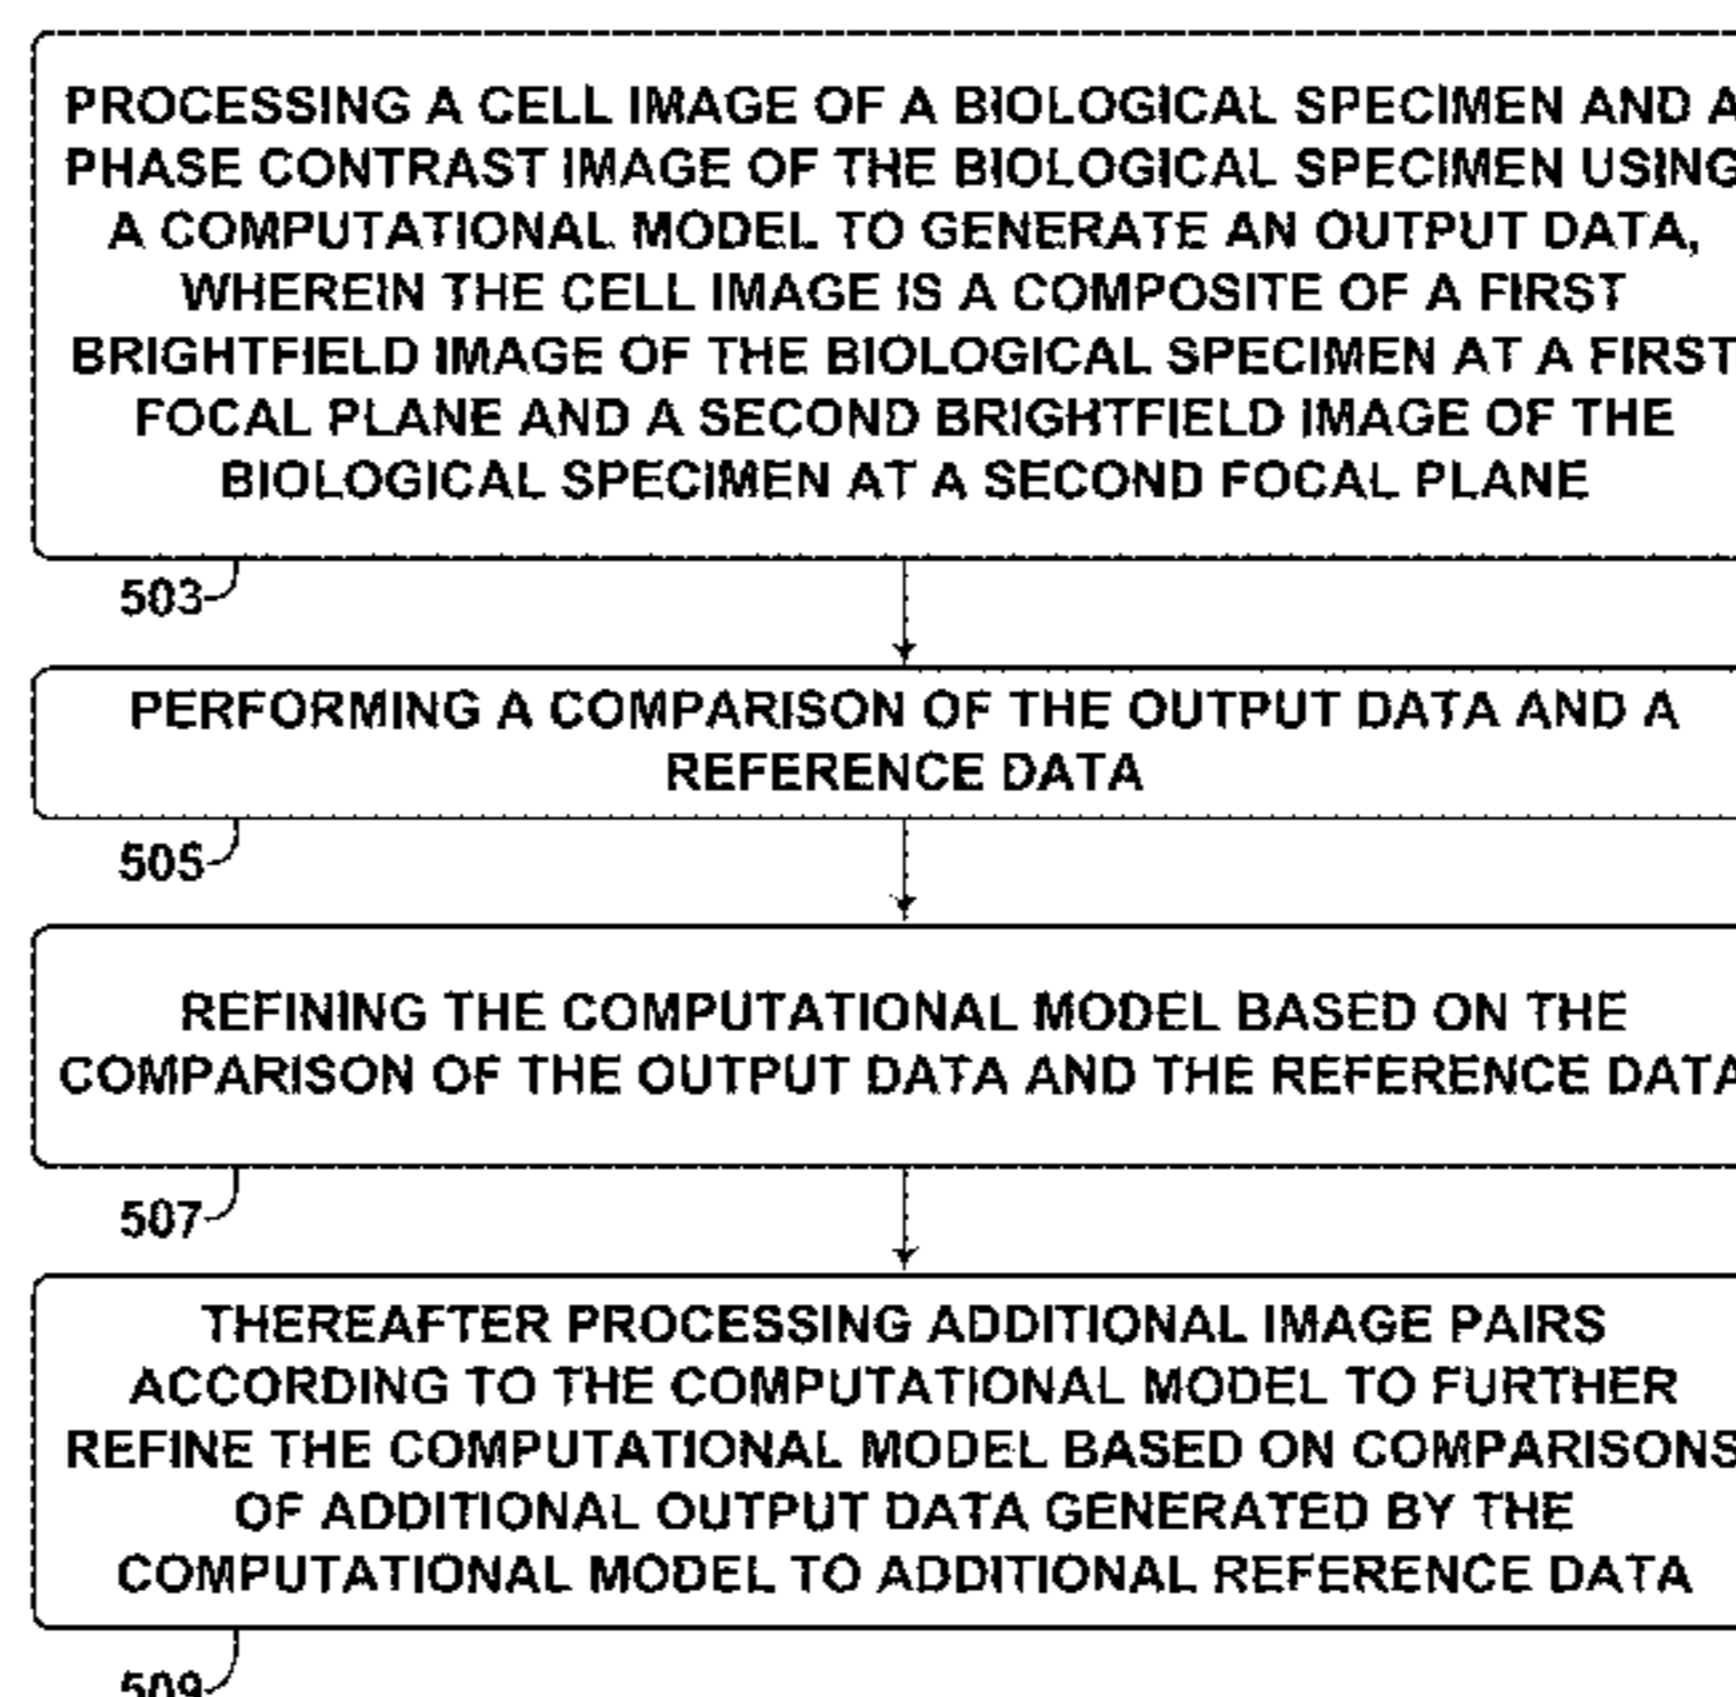 PROCESSING A CELL IMAGE OF A BIOLOGICAL SPECIMEN AND A
PHASE CONTRAST IMAGE OF THE BIOLOGICAL SPECIMEN USING
A COMPUTATIONAL MODEL TO GENERATE AN OUTPUT DATA,
WHEREIN THE CELL IMAGE IS A COMPOSITE OF A FIRST
BRIGHTFIELD IMAGE OF THE BIOLOGICAL SPECIMEN AT A FIRST
FOCAL PLANE AND A SECOND BRIGHTFIELD IMAGE OF THE
BIOLOGICAL SPECIMEN AT A SECOND FOCAL PLANE
503
PERFORMING A COMPARISON OF THE OUTPUT DATA AND A
REFERENCE DATA
505
REFINING THE COMPUTATIONAL MODEL BASED ON THE
COMPARISON OF THE OUTPUT DATA AND THE REFERENCE DATA
507
THEREAFTER PROCESSING ADDITIONAL IMAGE PAIRS
ACCORDING TO THE COMPUTATIONAL MODEL TO FURTHER
REFINE THE COMPUTATIONAL MODEL BASED ON COMPARISONS
OF ADDITIONAL OUTPUT DATA GENERATED BY THE
COMPUTATIONAL MODEL TO ADDITIONAL REFERENCE DATA
509